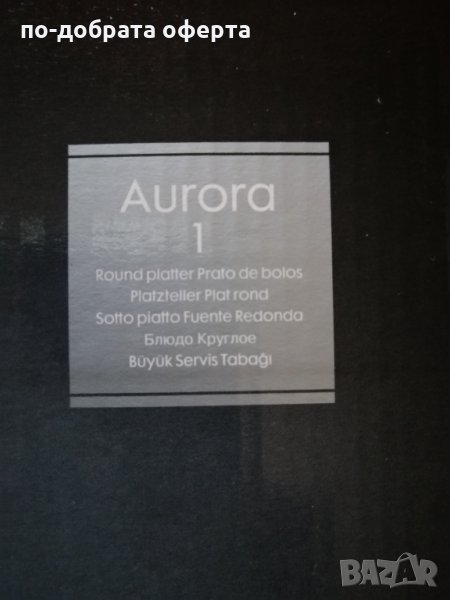 по-добрата оферта
Aurora
1
Round platter Prato de bolos
Platzteller Plat rond
Sotto piatto Fuente Redonda
Блюдо Круглое
Büyük Servis Tabağı
BAZAR